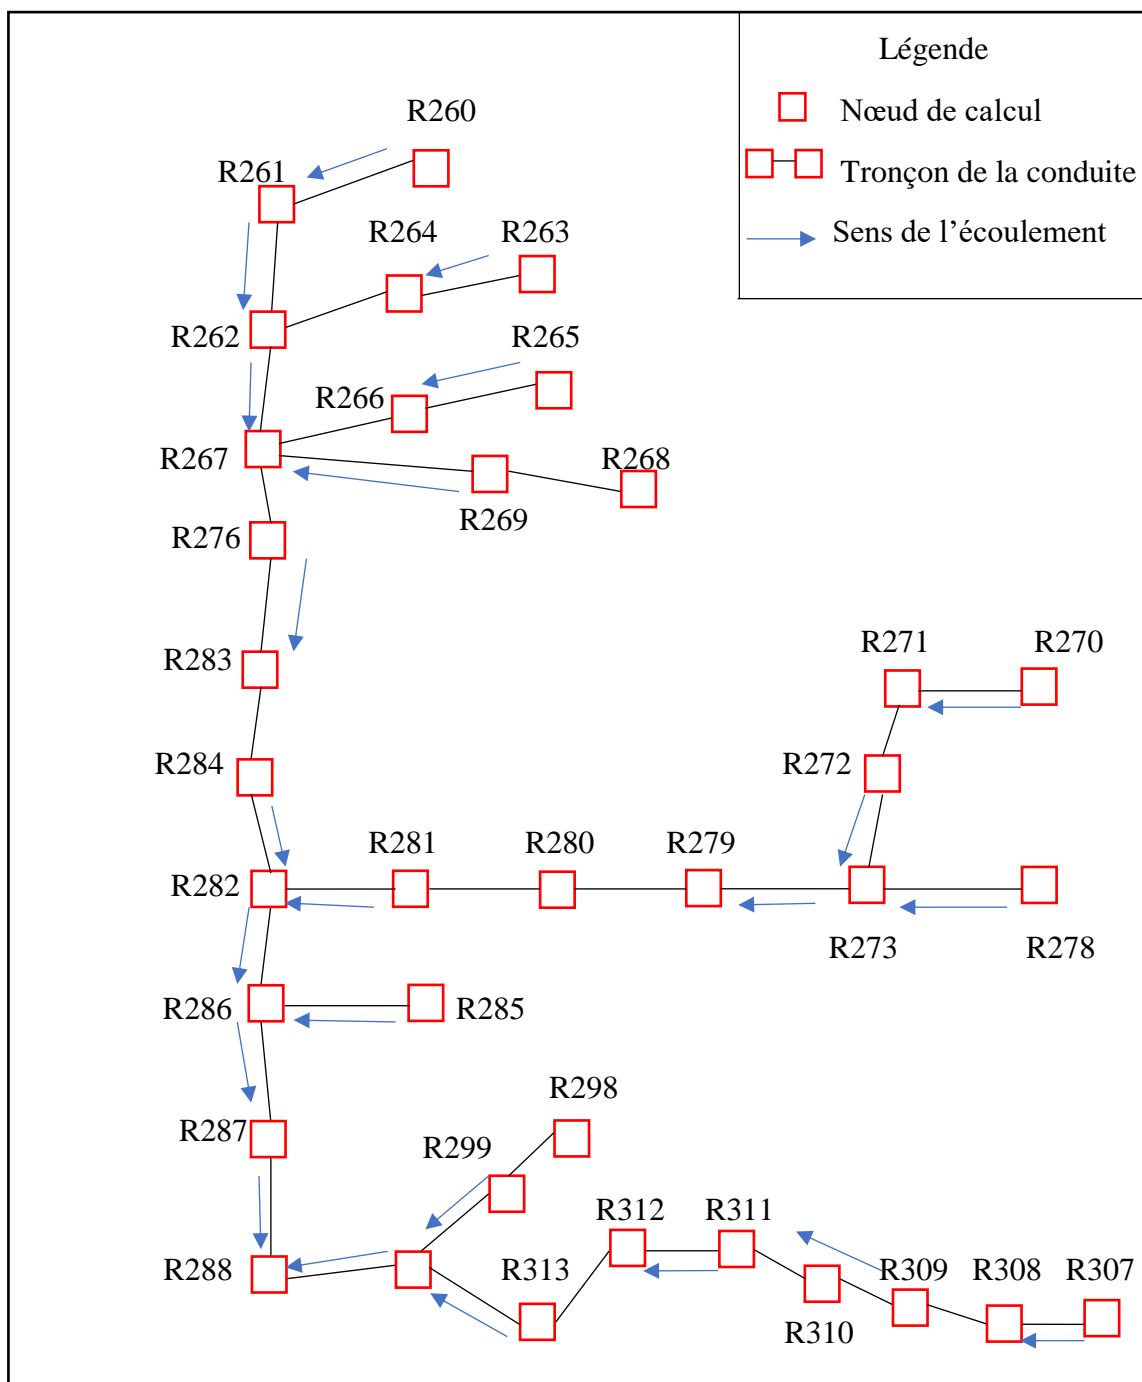 Légende
Nœud de calcul
Tronçon de la conduite
Sens de l’écoulement
R260
R261
R264
R263
R262
R265
R266
R267
R268
R269
R276
R283
R271
R270
R284
R272
R281
R280
R279
R282
R273
R278
R286
R285
R298
R287
R299
R312
R311
R288
R313
R309
R308
R307
R310